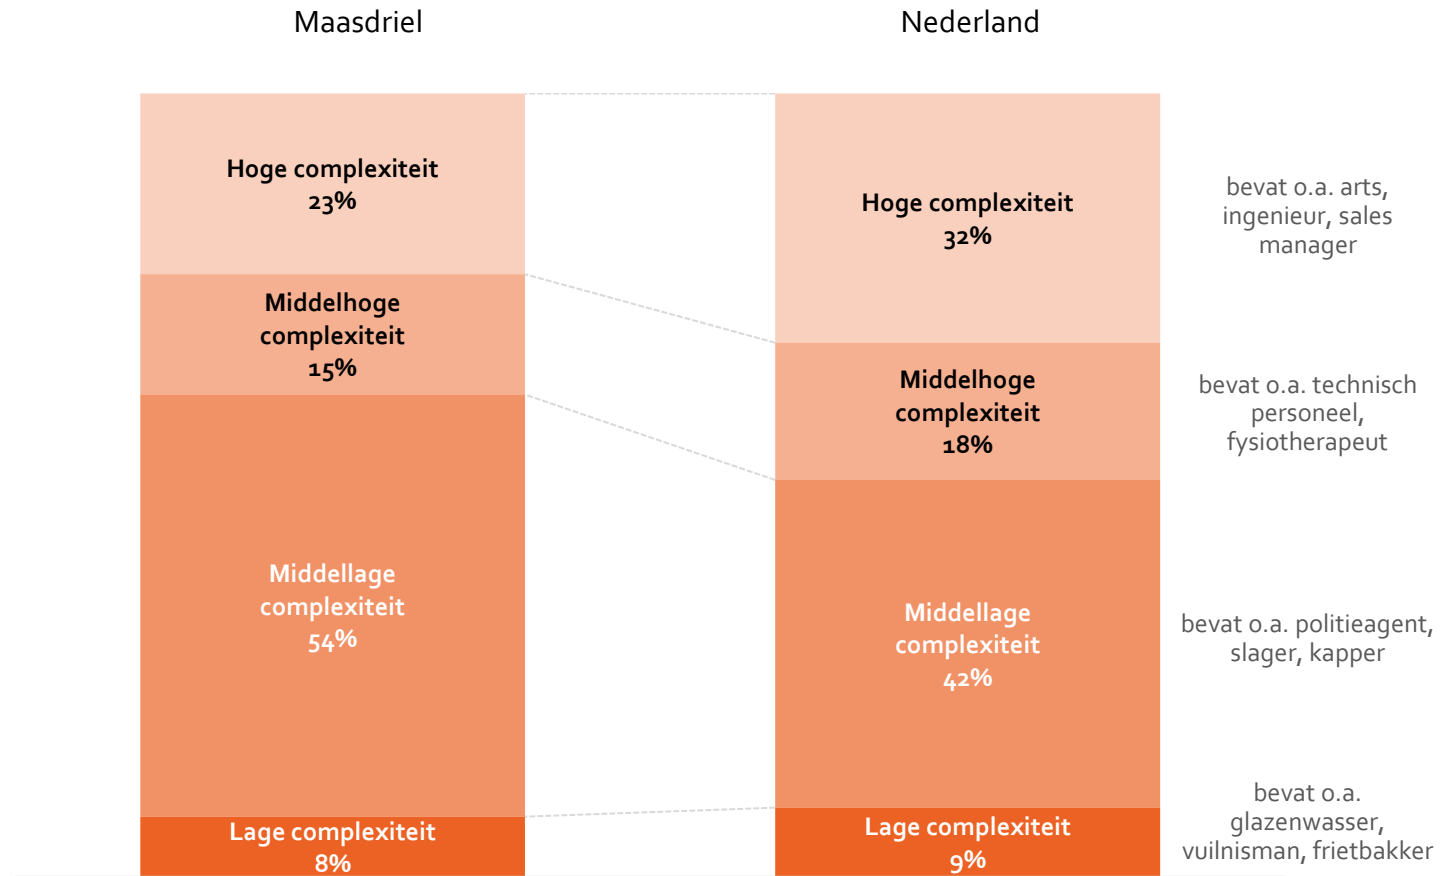 Maasdriel
Nederland
Hoge complexiteit
23%
Middelhoge
complexiteit
15%
Middellage
complexiteit
54%
Lage complexiteit
8%
Hoge complexiteit
32%
Middelhoge
complexiteit
18%
Middellage
complexiteit
42%
Lage complexiteit
9%
bevat o.a. arts,
ingenieur, sales
manager
bevat o.a. technisch
personeel,
fysiotherapeut
bevat o.a. politieagent,
slager, kapper
bevat o.a.
glazenwasser,
vuilnisman, frietbakker